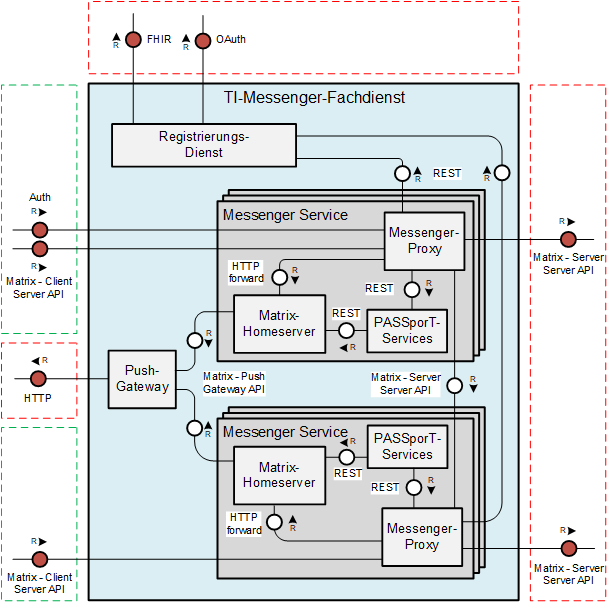 FHIR
R
OAuth
R
TI-Messenger-Fachdienst
Registrierungs-
Dienst
REST
R
R
Auth
R
R
Matrix - Client
Server API
Messenger Service
Messenger-
Proxy
R
Matrix - Server
Server API
HTTP
forward
R
REST
R
Matrix-
Homeserver
REST
R
PASSporT-
Services
R
HTTP
Push-
Gateway
R
Matrix - Push
Gateway API
R
Matrix - Server
Server API
R
Messenger Service
R
REST
PASSporT-
Services
Matrix-
Homeserver
REST
R
HTTP
forward
R
Messenger-
Proxy
R
Matrix - Client
Server API
R
Matrix - Server
Server API